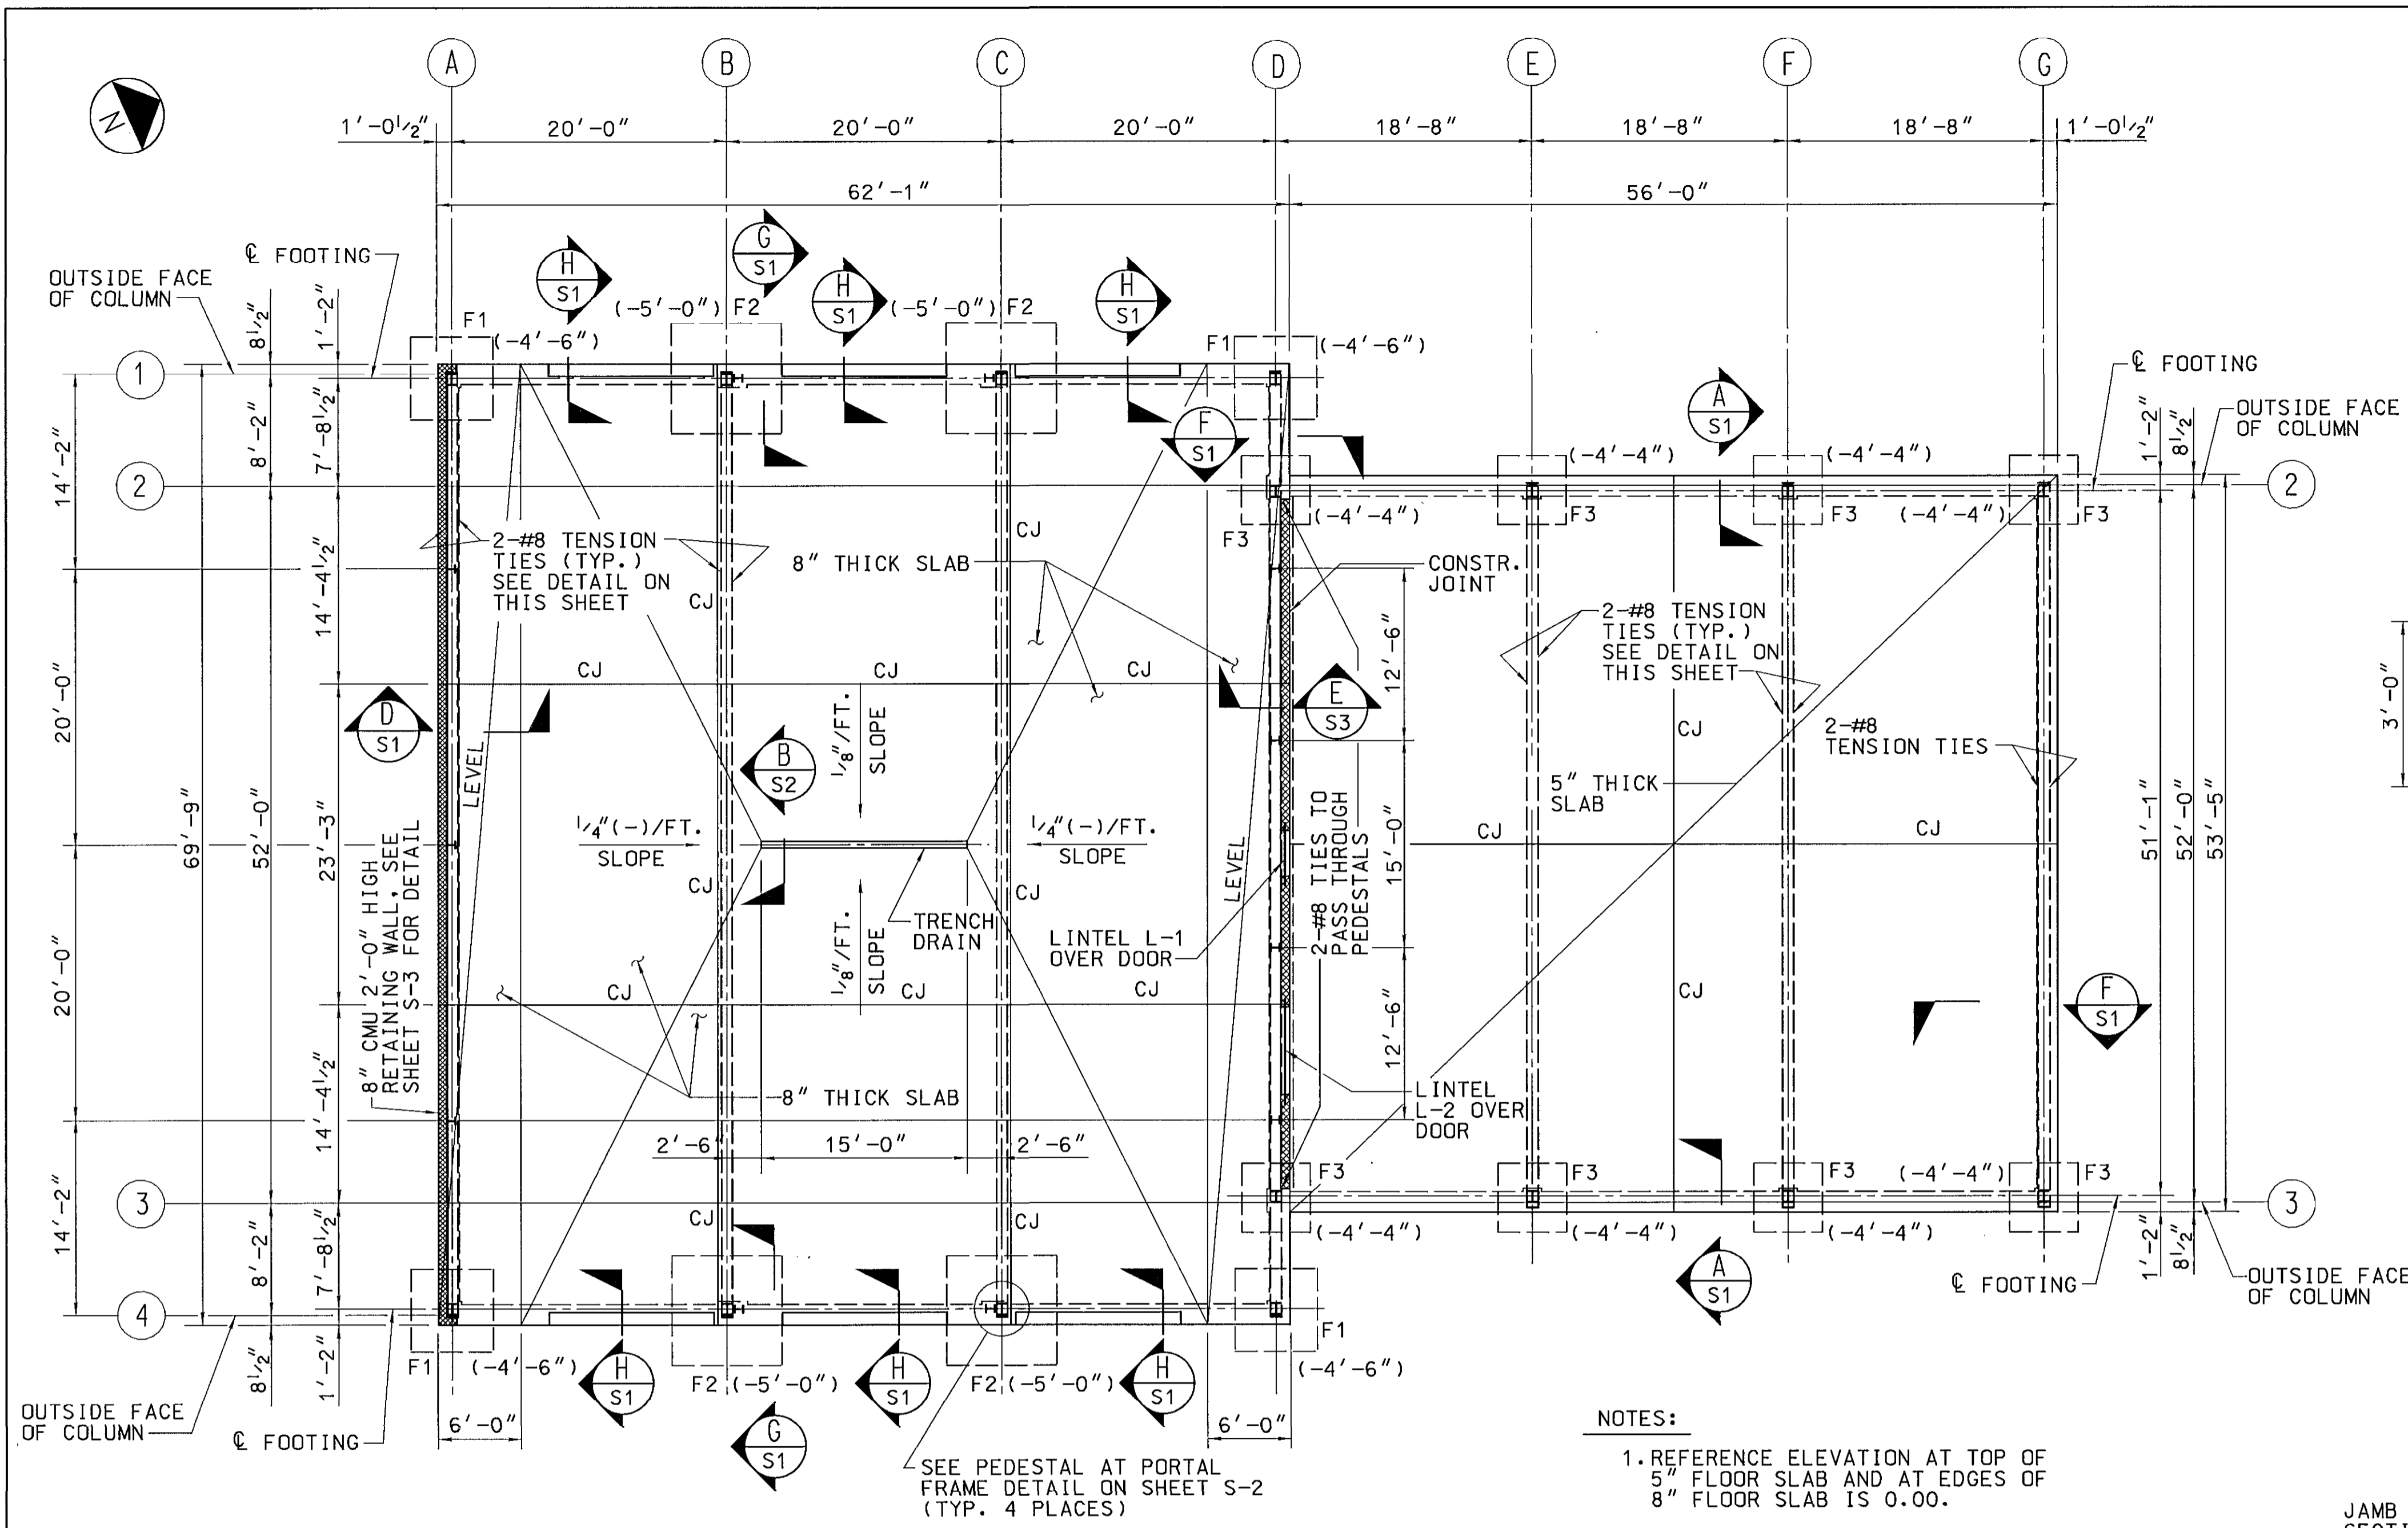 A
B
C
D
E
F
G
N
1'-0½"
20'-0"
20'-0"
20'-0"
18'-8"
18'-8"
18'-8"
1'-0½"
62'-1"
56'-0"
℄ FOOTING
OUTSIDE FACE
OF COLUMN
8½"
1'-2"
H
S1
G
S1
H
S1
H
S1
F1
(-4'-6")
(-5'-0")
F2
(-5'-0")
F2
F1
(-4'-6")
1
2
3
4
14'-2"
20'-0"
20'-0"
14'-2"
69'-9"
8'-2"
52'-0"
8'-2"
7'-8½"
14'-4½"
23'-3"
14'-4½"
7'-8½"
8½"
1'-2"
A
S1
F
S1
℄ FOOTING
OUTSIDE FACE
OF COLUMN
1'-2"
8½"
2
(-4'-4")
(-4'-4")
(-4'-4")
(-4'-4")
F3
F3
F3
F3
2-#8 TENSION
TIES (TYP.)
SEE DETAIL ON
THIS SHEET
8" THICK SLAB
CJ
CJ
CJ
CJ
CJ
CONSTR.
JOINT
2-#8 TENSION
TIES (TYP.)
SEE DETAIL ON
THIS SHEET
12'-6"
15'-0"
12'-6"
D
S1
LEVEL
B
S2
⅛"/FT.
SLOPE
E
S3
CJ
2-#8
TENSION TIES
5" THICK
SLAB
3'-0"
¼"(-)/FT.
SLOPE
¼"(-)/FT.
SLOPE
LEVEL
2-#8 TIES TO
PASS THROUGH
PEDESTALS
CJ
CJ
8" CMU 2'-0" HIGH
RETAINING WALL, SEE
SHEET S-3 FOR DETAIL
CJ
CJ
TRENCH
DRAIN
⅛"/FT.
SLOPE
LINTEL L-1
OVER DOOR
CJ
CJ
CJ
CJ
F
S1
51'-1"
52'-0"
53'-5"
8" THICK SLAB
LINTEL
L-2 OVER
DOOR
2'-6"
15'-0"
2'-6"
CJ
CJ
F3
F3
F3
(-4'-4")
F3
(-4'-4")
(-4'-4")
(-4'-4")
3
1'-2"
8½"
A
S1
℄ FOOTING
OUTSIDE FACE
OF COLUMN
F1
(-4'-6")
H
S1
F2
(-5'-0")
H
S1
F2
(-5'-0")
H
S1
F1
(-4'-6")
OUTSIDE FACE
OF COLUMN
℄ FOOTING
6'-0"
G
S1
6'-0"
SEE PEDESTAL AT PORTAL
FRAME DETAIL ON SHEET S-2
(TYP. 4 PLACES)
NOTES:
1. REFERENCE ELEVATION AT TOP OF
5" FLOOR SLAB AND AT EDGES OF
8" FLOOR SLAB IS 0.00.
JAMB